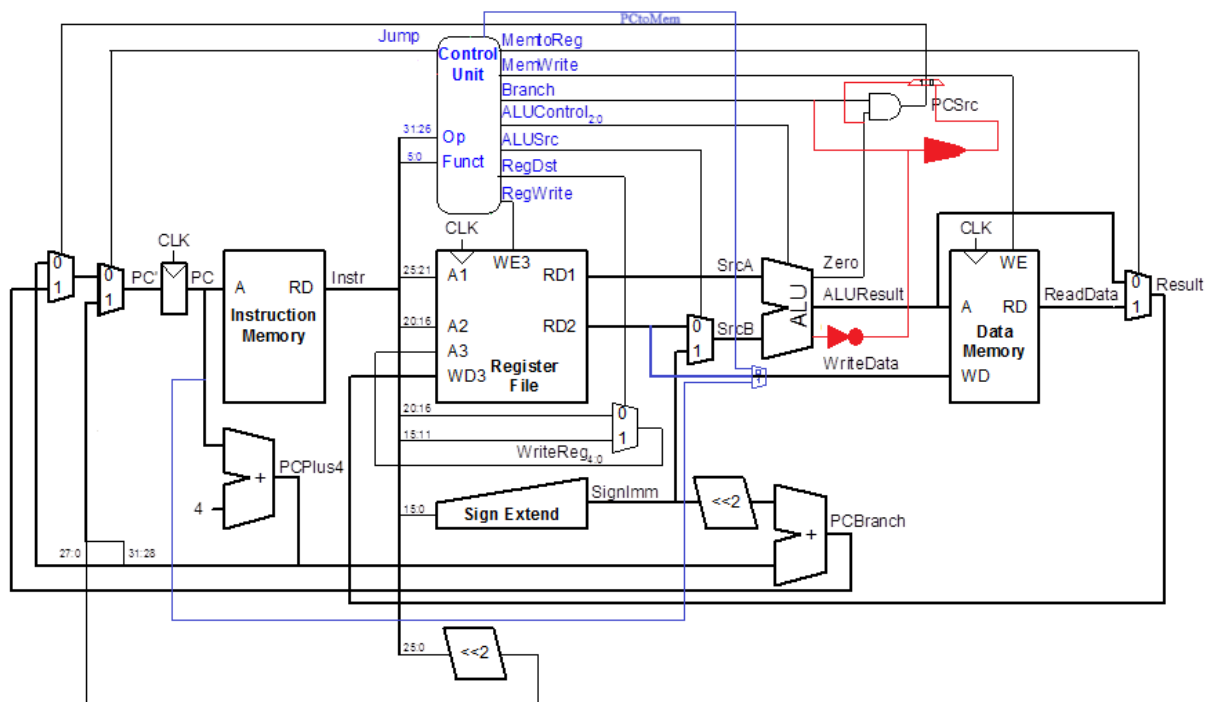 PCtoMem
Jump
MemtoReg
Control
Unit
MemWrite
Branch
PCSrc
ALUControl2:0
31:26
Op
ALUSrc
5:0
Funct
RegDst
RegWrite
CLK
CLK
CLK
0
1
0
1
PC'
PC
A
RD
Instruction
Memory
Instr
25:21
A1
WE3
RD1
SrcA
Zero
WE
ALU
ALUResult
A
RD
ReadData
0
1
Result
20:16
A2
RD2
0
1
SrcB
Data
Memory
A3
WD3
Register
File
WriteData
WD
20:16
0
15:11
1
WriteReg4:0
PCPlus4
+
4
SignImm
<<2
15:0
Sign Extend
PCBranch
+
27:0
31:28
25:0
<<2